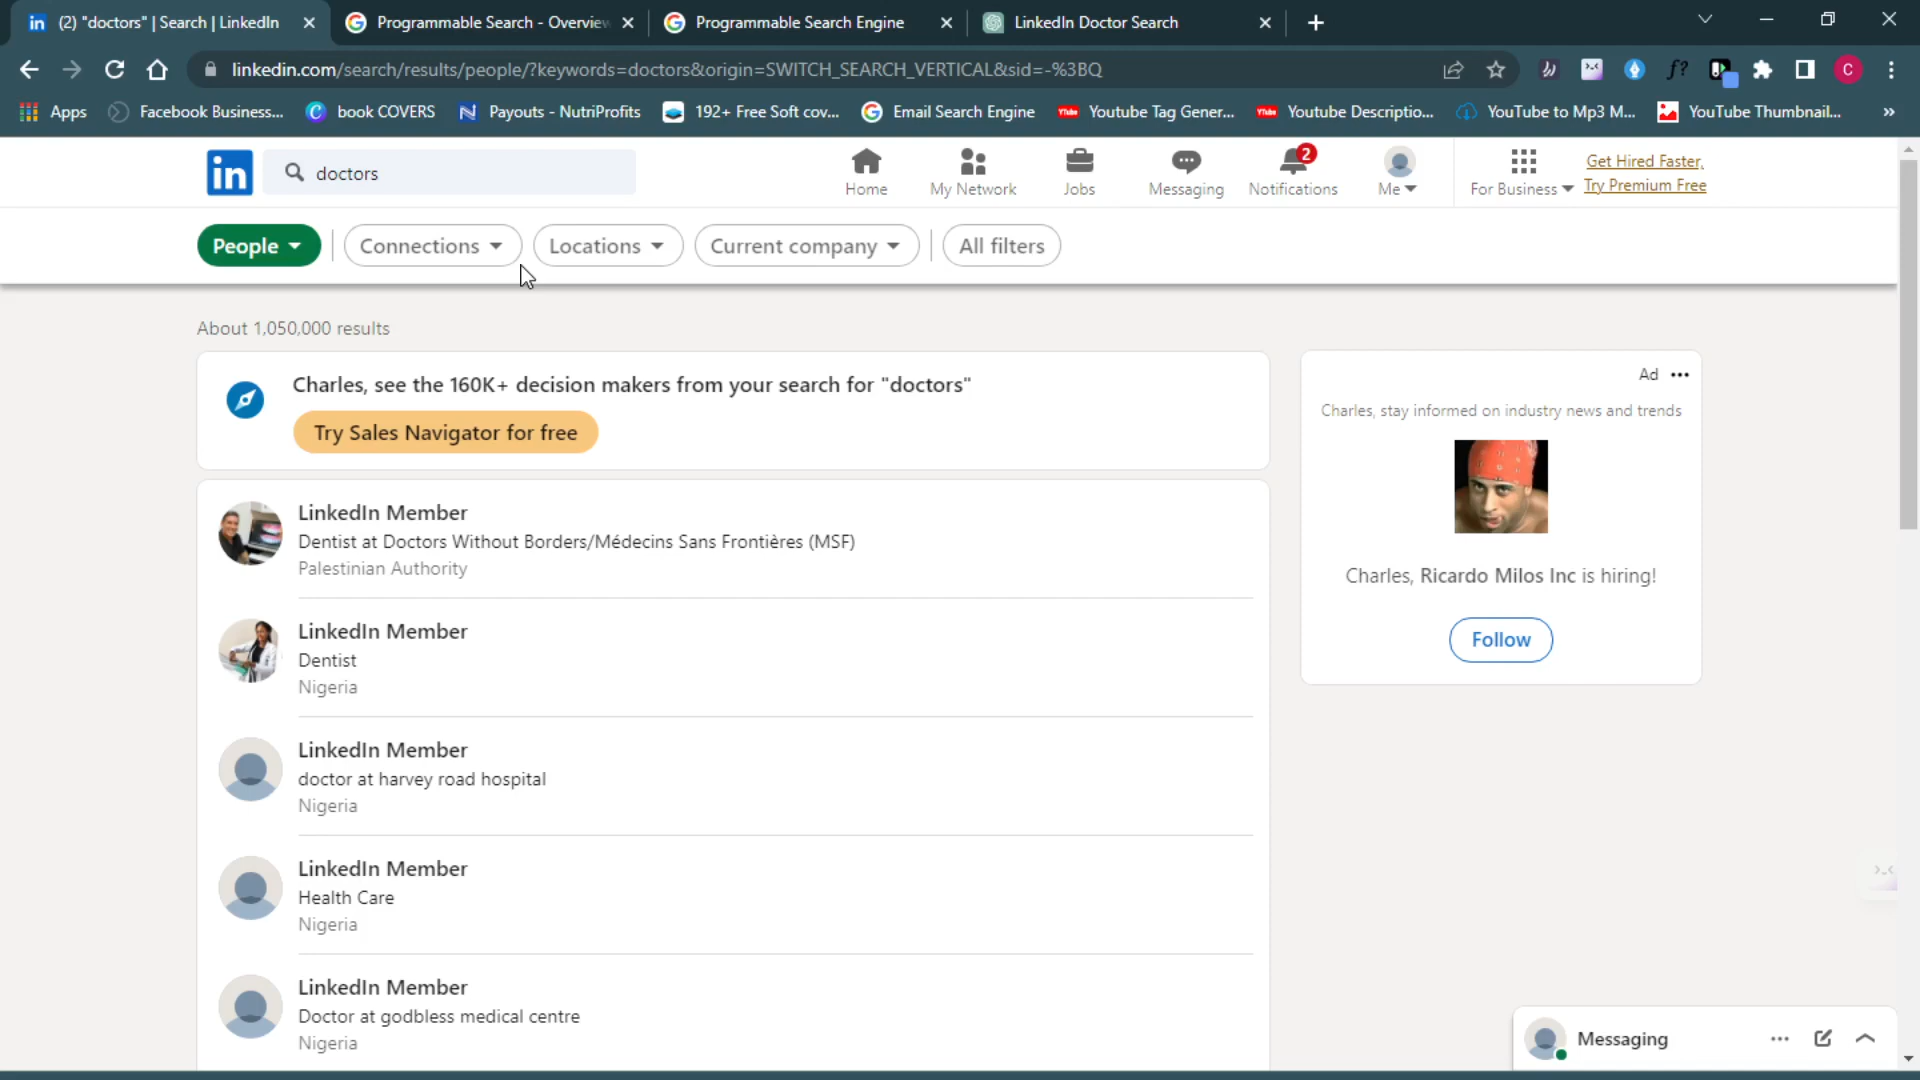 (2) "doctors" | Search | LinkedIn
Programmable Search - Overview
Programmable Search Engine
LinkedIn Doctor Search
linkedin.com/search/results/people/?keywords=doctors&origin=SWITCH_SEARCH_VERTICAL&sid=-%3BQ
f?
C
Apps
Facebook Business...
book COVERS
Payouts - NutriProfits
192+ Free Soft cov...
Email Search Engine
Youtube Tag Gener...
Youtube Descriptio...
YouTube to Mp3 M...
YouTube Thumbnail...
»
in
doctors
Home
My Network
Jobs
Messaging
2
Notifications
Me
For Business
Get Hired Faster,
Try Premium Free
People
Connections
Locations
Current company
All filters
About 1,050,000 results
Charles, see the 160K+ decision makers from your search for "doctors"
Try Sales Navigator for free
LinkedIn Member
Dentist at Doctors Without Borders/Médecins Sans Frontières (MSF)
Palestinian Authority
LinkedIn Member
Dentist
Nigeria
LinkedIn Member
doctor at harvey road hospital
Nigeria
LinkedIn Member
Health Care
Nigeria
LinkedIn Member
Doctor at godbless medical centre
Nigeria
Ad
Charles, stay informed on industry news and trends
Charles, Ricardo Milos Inc is hiring!
Follow
Messaging